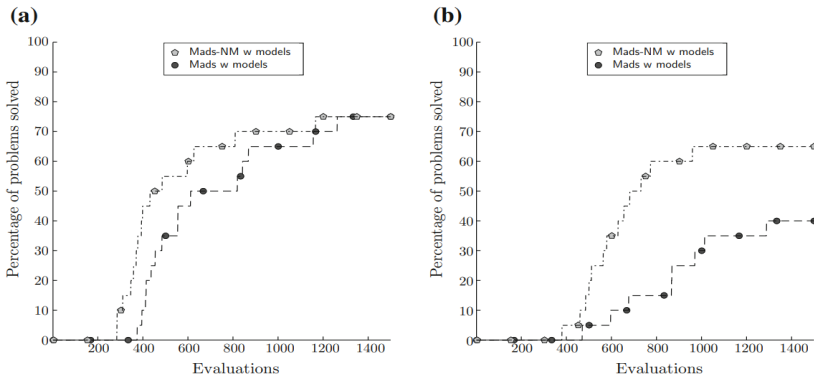 (a)
Mads-NM w models
Mads w models
Percentage of problems solved
100
90
80
70
60
50
40
30
20
10
0
200 400 600 800 1000 1200 1400
Evaluations
(b)
Mads-NM w models
Mads w models
Percentage of problems solved
100
90
80
70
60
50
40
30
20
10
0
200 400 600 800 1000 1200 1400
Evaluations